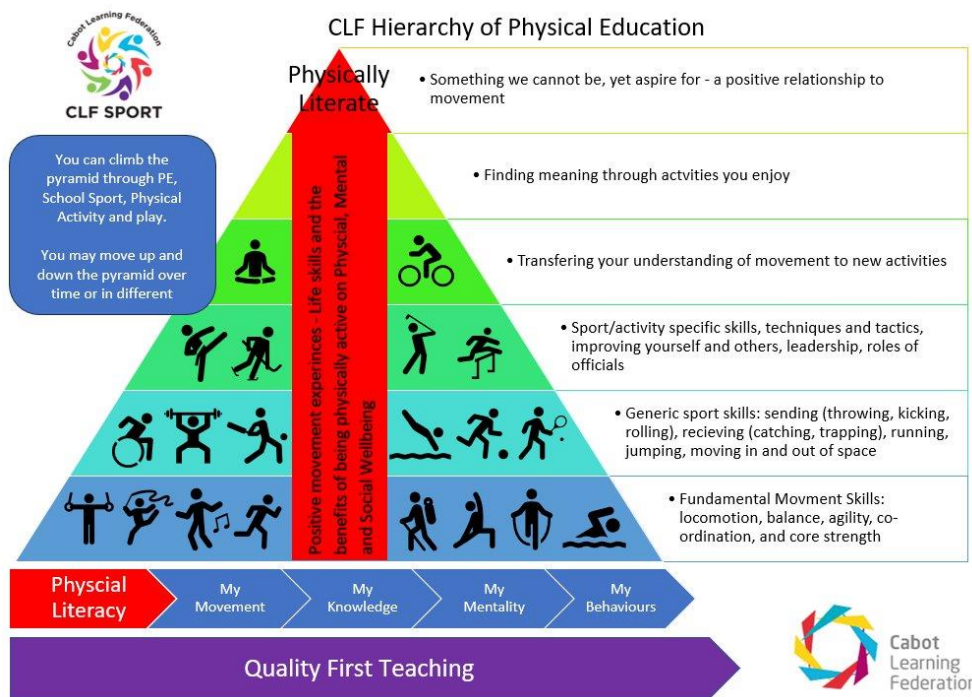 Cabot Learning Federation
CLF SPORT
CLF Hierarchy of Physical Education
You can climb the
pyramid through PE,
School Sport, Physical
Activity and play.
You may move up and
down the pyramid over
time or in different
Physically
Literate
Positive movement experinces - Life skills and the
benefits of being physically active on Physcial, Mental
and Social Wellbeing
• Something we cannot be, yet aspire for - a positive relationship to
movement
• Finding meaning through actvities you enjoy
• Transfering your understanding of movement to new activities
• Sport/activity specific skills, techniques and tactics,
improving yourself and others, leadership, roles of
officials
• Generic sport skills: sending (throwing, kicking,
rolling), recieving (catching, trapping), running,
jumping, moving in and out of space
• Fundamental Movment Skills:
locomotion, balance, agility, co-
ordination, and core strength
Physcial
Literacy
My
Movement
My
Knowledge
My
Mentality
My
Behaviours
Quality First Teaching
Cabot
Learning
Federation